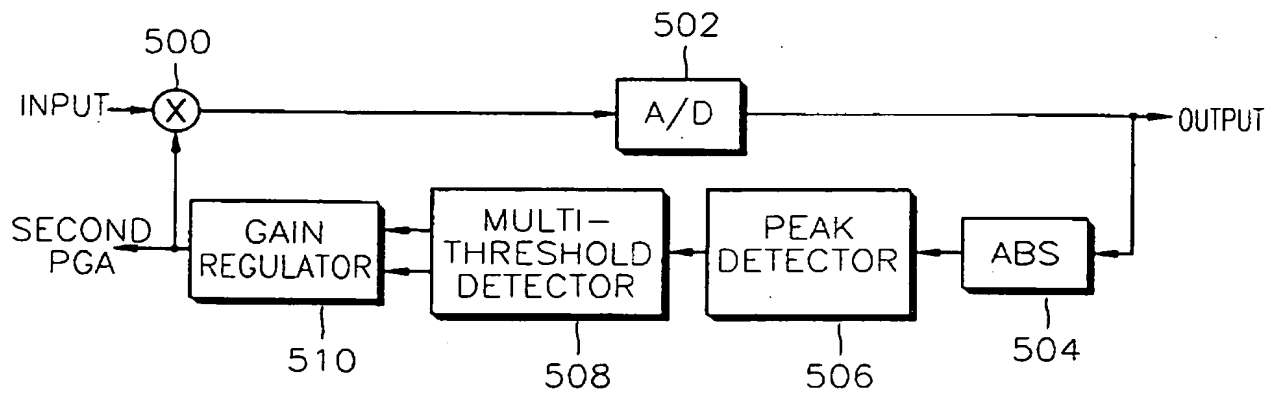 500
502
INPUT
X
A/D
OUTPUT
SECOND
PGA
GAIN
REGULATOR
MULTI-
THRESHOLD
DETECTOR
PEAK
DETECTOR
ABS
510
508
506
504